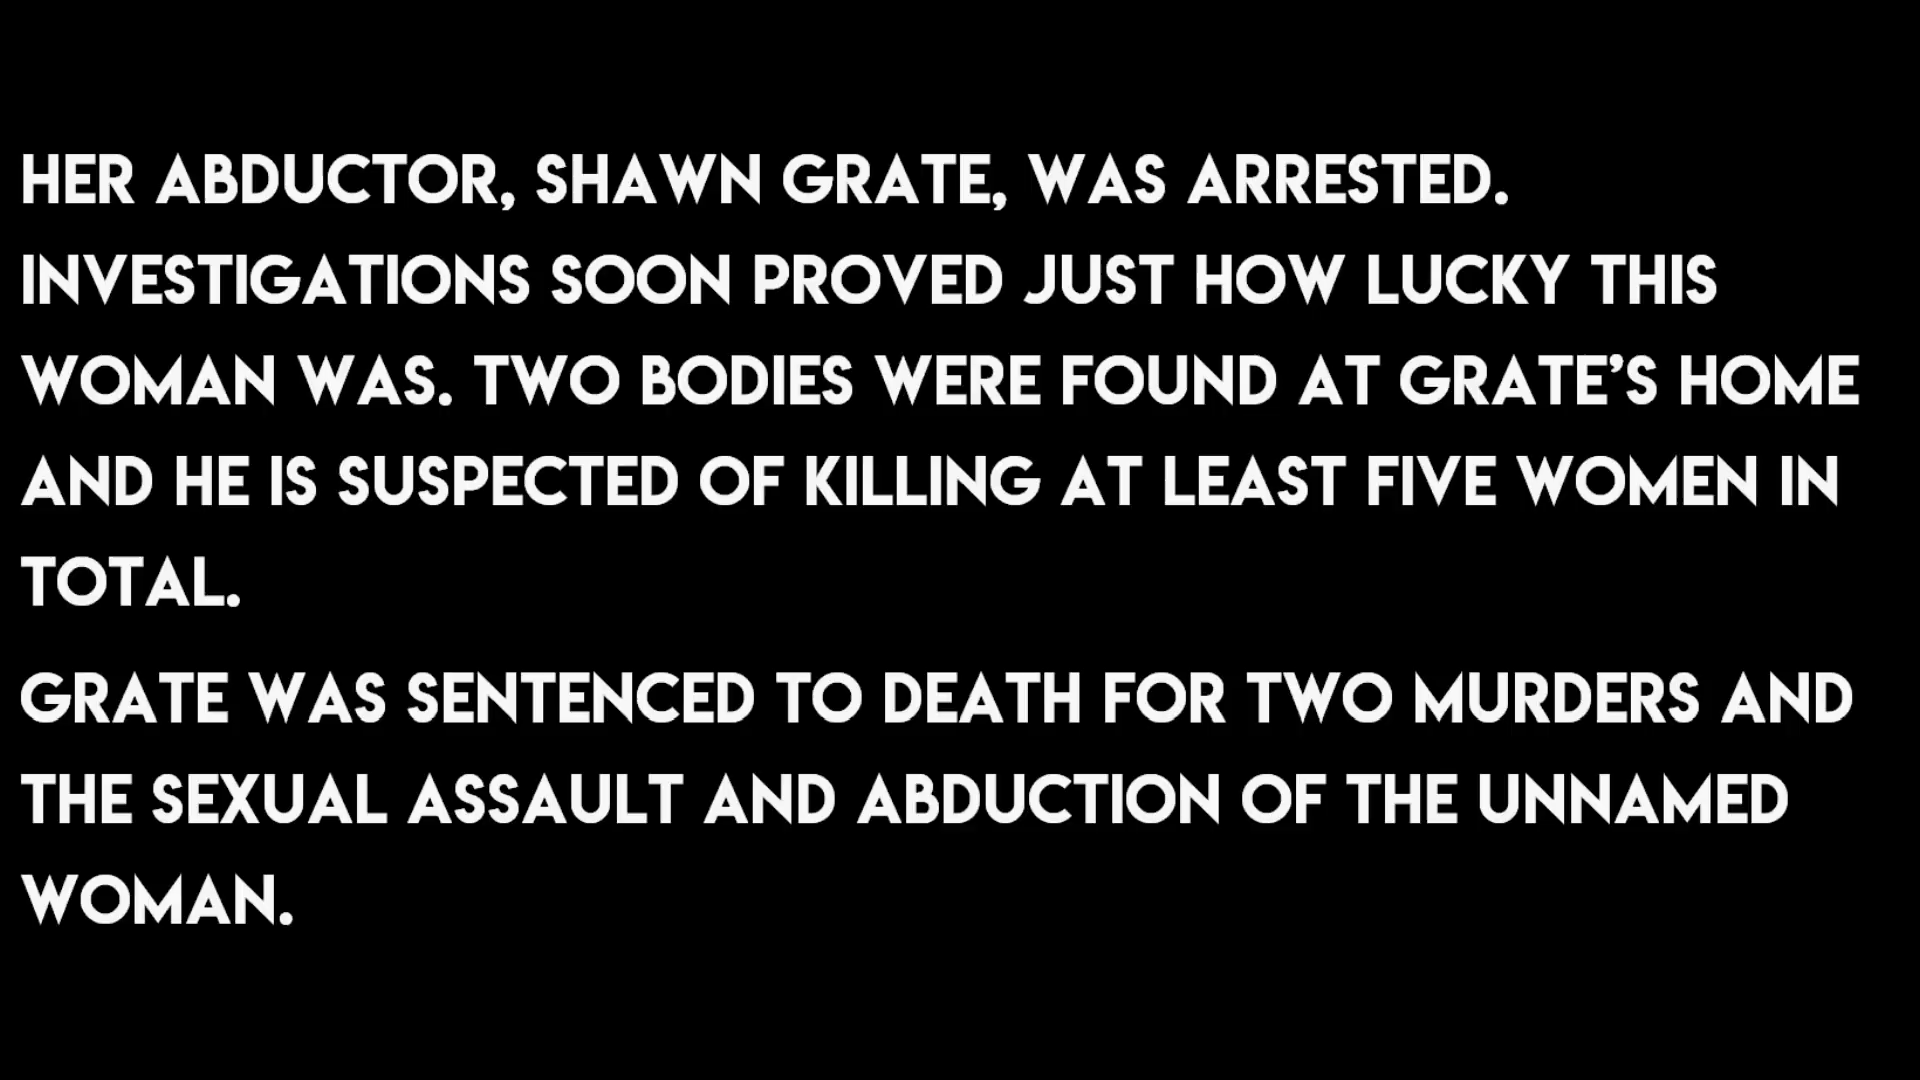 HER ABDUCTOR, SHAWN GRATE, WAS ARRESTED.
INVESTIGATIONS SOON PROVED JUST HOW LUCKY THIS
WOMAN WAS. TWO BODIES WERE FOUND AT GRATE'S HOME
AND HE IS SUSPECTED OF KILLING AT LEAST FIVE WOMEN IN
TOTAL.
GRATE WAS SENTENCED TO DEATH FOR TWO MURDERS AND
THE SEXUAL ASSAULT AND ABDUCTION OF THE UNNAMED
WOMAN.